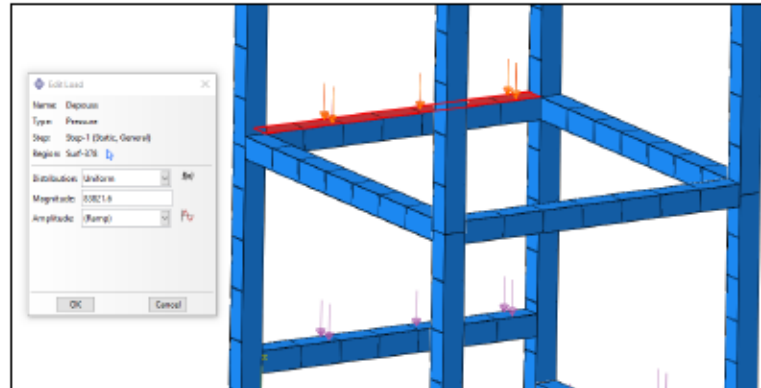 Edit Load
Name: Depouss
Type: Pressure
Step: Step-1 (Static, General)
Region: Surf-378
Distribution: Uniform f(x)
Magnitude: 83821.6
Amplitude: (Ramp)
OK Cancel